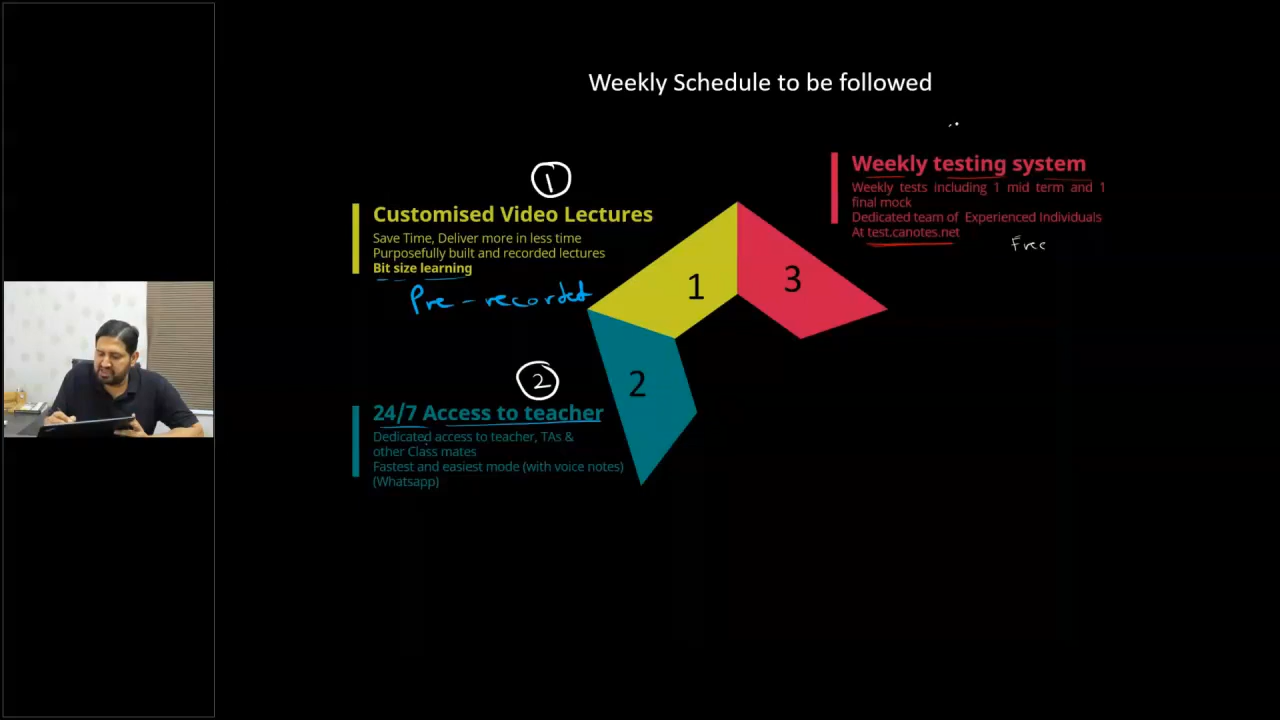 Weekly Schedule to be followed
1
Customised Video Lectures
Save Time, Deliver more in less time
Purposefully built and recorded lectures
Bit size learning
Pre-recorded
2
24/7 Access to teacher
Dedicated access to teacher, TAs &
other Class mates
Fastest and easiest mode (with voice notes)
(Whatsapp)
1
2
3
Weekly testing system
Weekly tests including 1 mid term and 1
final mock
Dedicated team of Experienced Individuals
At test.canotes.net
Free